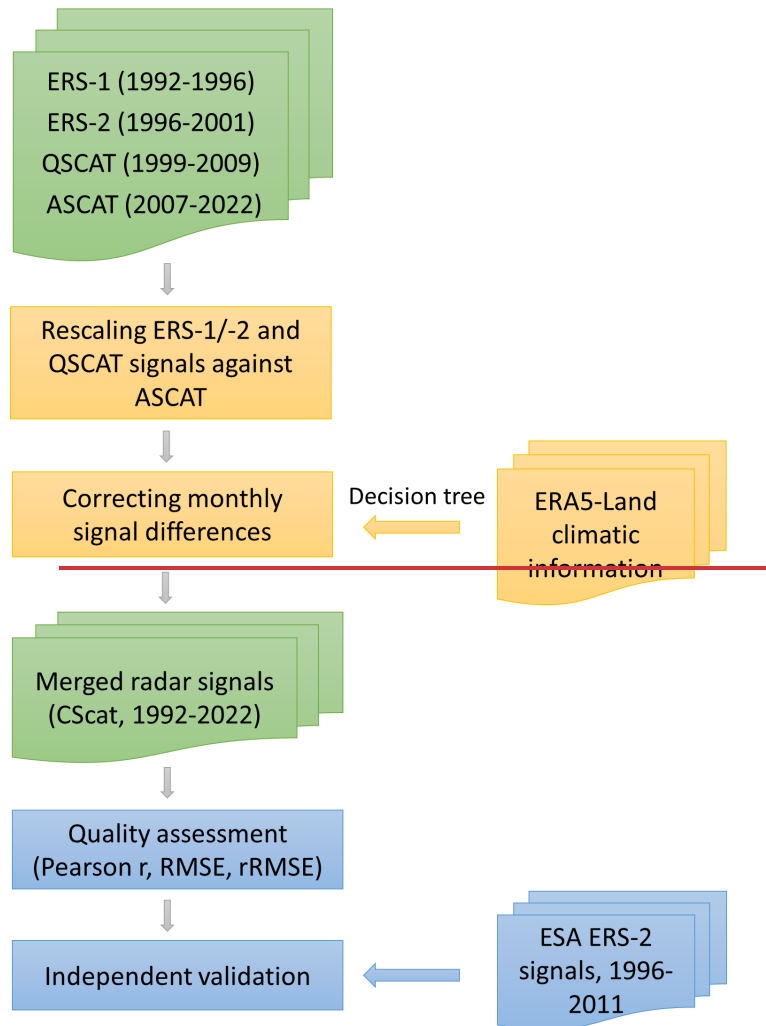 ERS-1 (1992-1996)
ERS-2 (1996-2001)
QSCAT (1999-2009)
ASCAT (2007-2022)
Rescaling ERS-1/-2 and
QSCAT signals against
ASCAT
Correcting monthly
signal differences
Decision tree
ERA5-Land
climatic
information
Merged radar signals
(CScat, 1992-2022)
Quality assessment
(Pearson r, RMSE, rRMSE)
Independent validation
ESA ERS-2
signals, 1996-
2011